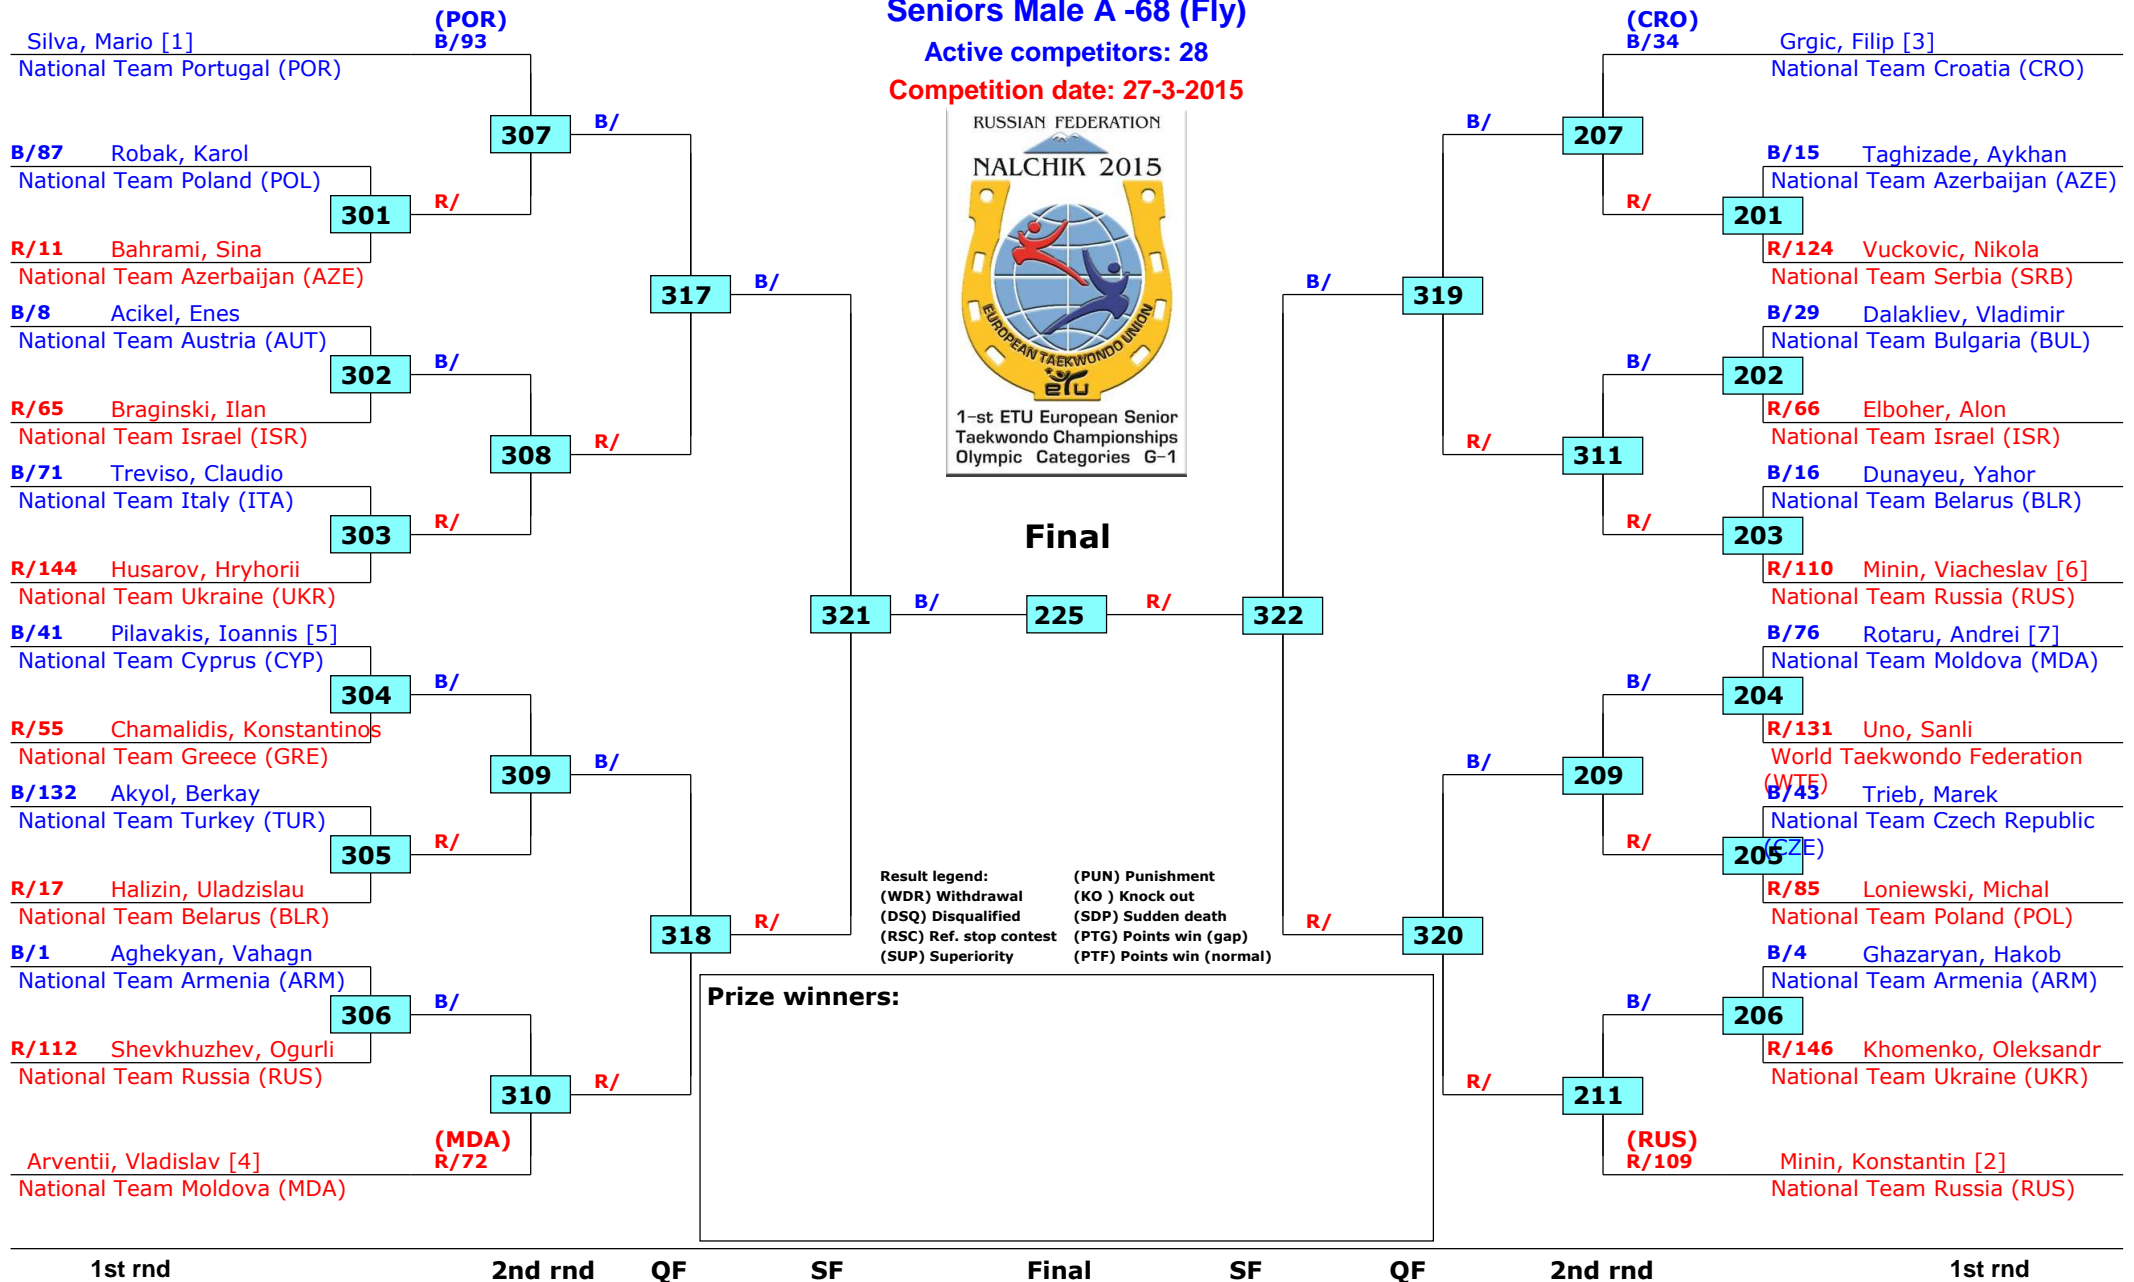 Seniors Male A -68 (Fly)
Active competitors: 28
Competition date: 27-3-2015
RUSSIAN FEDERATION
NALCHIK 2015
EUROPEAN TAEKWONDO UNION
eTu
1-st ETU European Senior
Taekwondo Championships
Olympic Categories G-1
(POR)
Silva, Mario [1] B/93
National Team Portugal (POR)
307 B/
B/87 Robak, Karol
National Team Poland (POL)
301 R/
R/11 Bahrami, Sina
National Team Azerbaijan (AZE)
317 B/
B/8 Acikel, Enes
National Team Austria (AUT)
302 B/
R/65 Braginski, Ilan
National Team Israel (ISR)
308 R/
B/71 Treviso, Claudio
National Team Italy (ITA)
303 R/
R/144 Husarov, Hryhorii
National Team Ukraine (UKR)
321 B/
B/41 Pilavakis, Ioannis [5]
National Team Cyprus (CYP)
304 B/
R/55 Chamalidis, Konstantinos
National Team Greece (GRE)
309 B/
B/132 Akyol, Berkay
National Team Turkey (TUR)
305 R/
R/17 Halizin, Uladzislau
National Team Belarus (BLR)
318 R/
B/1 Aghekyan, Vahagn
National Team Armenia (ARM)
306 B/
R/112 Shevkhuzhev, Ogurli
National Team Russia (RUS)
310 R/
(MDA)
Arventii, Vladislav [4] R/72
National Team Moldova (MDA)
Final
225 R/
(CRO)
B/34 Grgic, Filip [3]
National Team Croatia (CRO)
B/ 207
B/15 Taghizade, Aykhan
National Team Azerbaijan (AZE)
R/ 201
R/124 Vuckovic, Nikola
National Team Serbia (SRB)
B/ 319
B/29 Dalakliev, Vladimir
National Team Bulgaria (BUL)
B/ 202
R/66 Elboher, Alon
National Team Israel (ISR)
R/ 311
B/16 Dunayeu, Yahor
National Team Belarus (BLR)
R/ 203
R/110 Minin, Viacheslav [6]
National Team Russia (RUS)
322
B/76 Rotaru, Andrei [7]
National Team Moldova (MDA)
B/ 204
R/131 Uno, Sanli
World Taekwondo Federation
(WTF)
B/ 209
B/43 Trieb, Marek
National Team Czech Republic
(CZE)
R/ 205
R/85 Loniewski, Michal
National Team Poland (POL)
R/ 320
B/4 Ghazaryan, Hakob
National Team Armenia (ARM)
B/ 206
R/146 Khomenko, Oleksandr
National Team Ukraine (UKR)
R/ 211
(RUS)
R/109 Minin, Konstantin [2]
National Team Russia (RUS)
Result legend: (PUN) Punishment
(WDR) Withdrawal (KO ) Knock out
(DSQ) Disqualified (SDP) Sudden death
(RSC) Ref. stop contest (PTG) Points win (gap)
(SUP) Superiority (PTF) Points win (normal)
Prize winners:
1st rnd 2nd rnd QF SF Final SF QF 2nd rnd 1st rnd